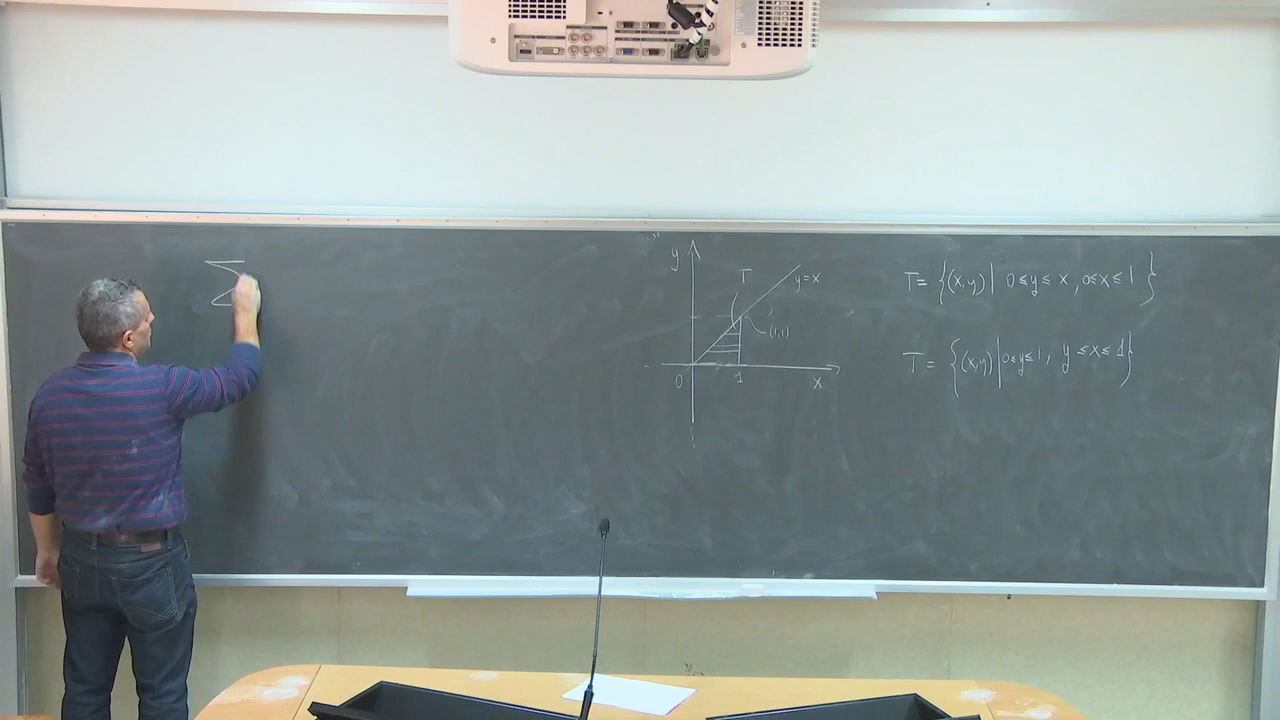 Σ
y
T
y=x
(1,1)
0
1
x
T = {(x,y) | 0≤y≤x, 0≤x≤1}
T = {(x,y) | 0≤y≤1, y≤x≤1}